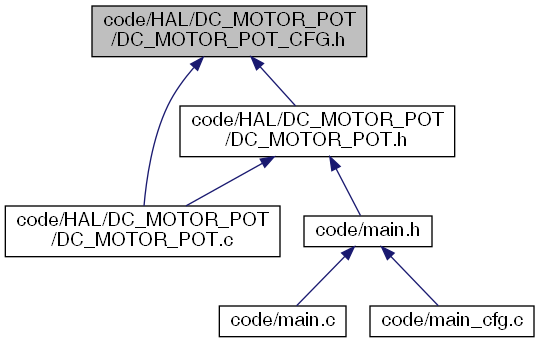 code/HAL/DC_MOTOR_POT
/DC_MOTOR_POT_CFG.h
code/HAL/DC_MOTOR_POT
/DC_MOTOR_POT.h
code/HAL/DC_MOTOR_POT
/DC_MOTOR_POT.c
code/main.h
code/main.c
code/main_cfg.c